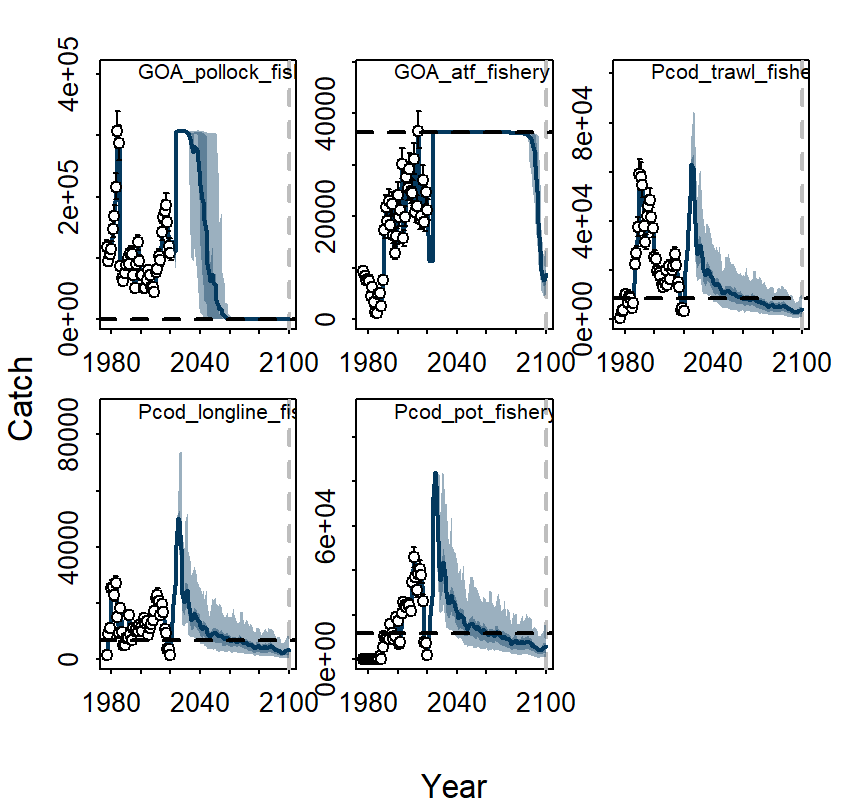 GOA_pollock_fis
GOA_atf_fishery
Pcod_trawl_fishe
0e+00 2e+05 4e+05
0 20000 40000
0e+00 4e+04 8e+04
1980 2040 2100
1980 2040 2100
1980 2040 2100
Catch
Pcod_longline_fis
Pcod_pot_fishery
0 40000 80000
0e+00 6e+04
1980 2040 2100
1980 2040 2100
Year